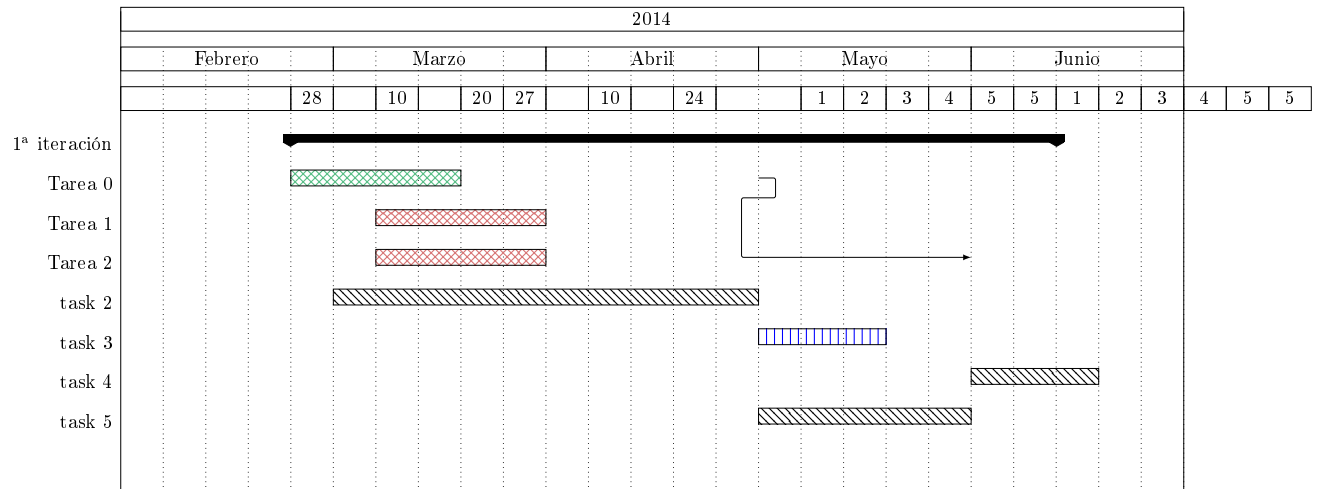 2014
Febrero Marzo Abril Mayo Junio
28 10 20 27 10 24 1 2 3 4 5 5 1 2 3 4 5 5
1ª iteración
Tarea 0
Tarea 1
Tarea 2
task 2
task 3
task 4
task 5